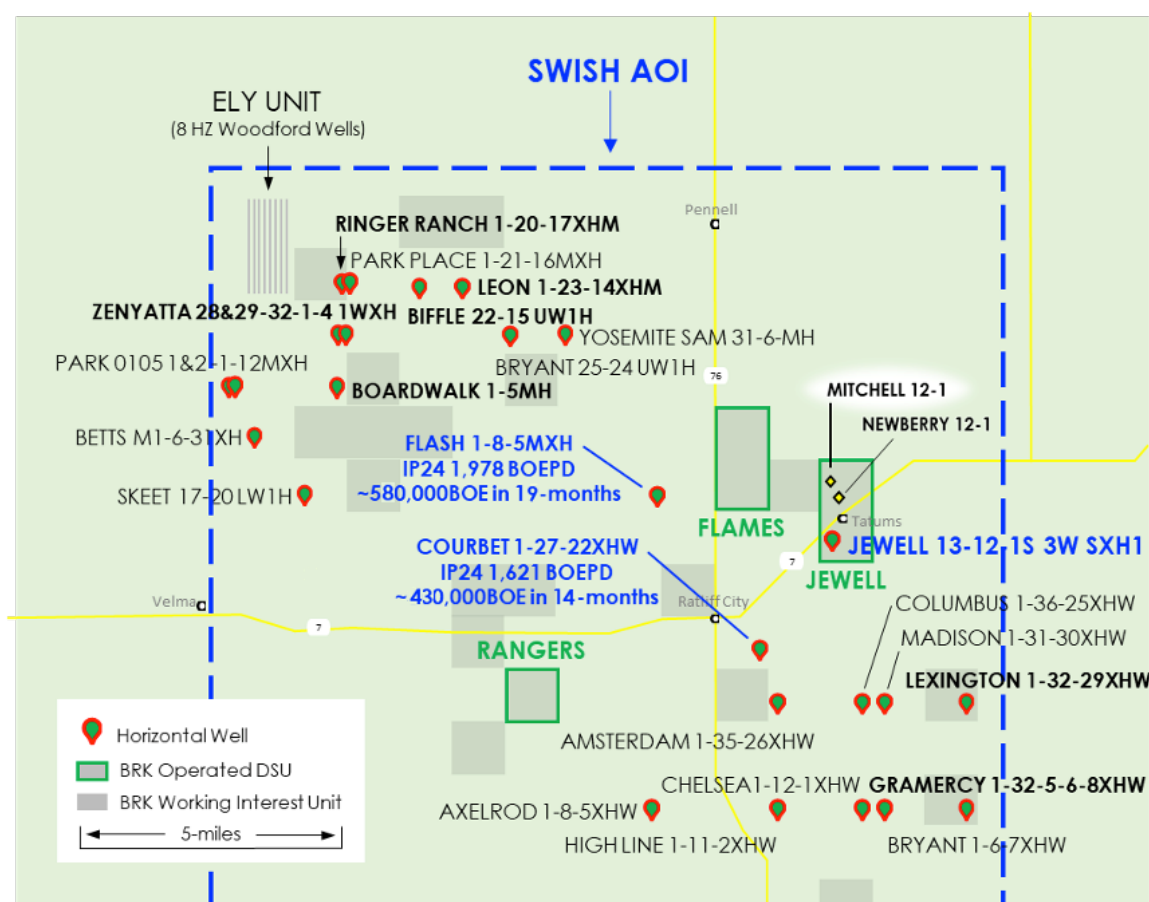 SWISH AOI
ELY UNIT
(8 HZ Woodford Wells)
Pennell
RINGER RANCH 1-20-17XHM
PARK PLACE 1-21-16MXH
LEON 1-23-14XHM
ZENYATTA 28&29-32-1-4 1WXH
BIFFLE 22-15 UW1H
YOSEMITE SAM 31-6-MH
PARK 0105 1&2-1-12MXH
BRYANT 25-24 UW1H
76
BOARDWALK 1-5MH
MITCHELL 12-1
NEWBERRY 12-1
BETTS M1-6-31XH
FLASH 1-8-5MXH
IP24 1,978 BOEPD
~580,000BOE in 19-months
SKEET 17-20 LW1H
FLAMES
Tatums
JEWELL 13-12-1S 3W SXH1
COURBET 1-27-22XHW
IP24 1,621 BOEPD
~430,000BOE in 14-months
7
JEWELL
Velma
Ratliff City
COLUMBUS 1-36-25XHW
7
MADISON 1-31-30XHW
RANGERS
LEXINGTON 1-32-29XHW
Horizontal Well
BRK Operated DSU
BRK Working Interest Unit
5-miles
AMSTERDAM 1-35-26XHW
CHELSEA 1-12-1XHW
GRAMERCY 1-32-5-6-8XHW
AXELROD 1-8-5XHW
HIGH LINE 1-11-2XHW
BRYANT 1-6-7XHW